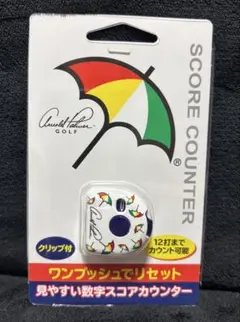 SCORE COUNTER
Arnold Palmer
GOLF
®
クリップ付
12打まで
カウント可能
ワンプッシュでリセット
見やすい数字スコアカウンター